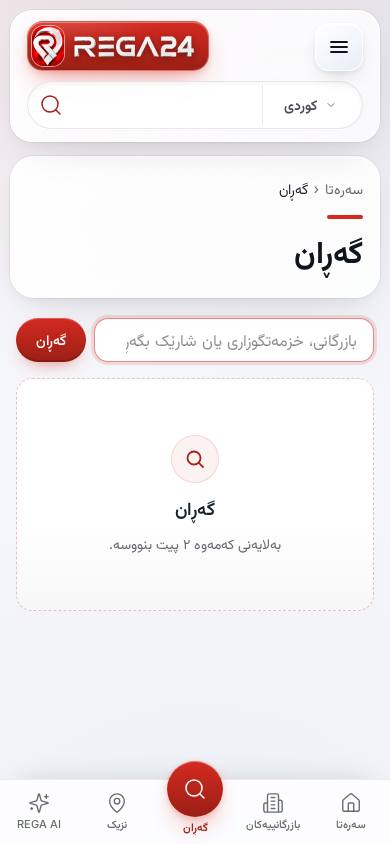 REGA24
کوردی
سەرەتا › گەڕان
گەڕان
بازرگانی، خزمەتگوزاری یان شارێک بگەڕ
گەڕان
گەڕان
بەلایەنی کەمەوە ٢ پیت بنووسە.
سەرەتا
بازرگانییەکان
گەڕان
نزیک
REGA AI